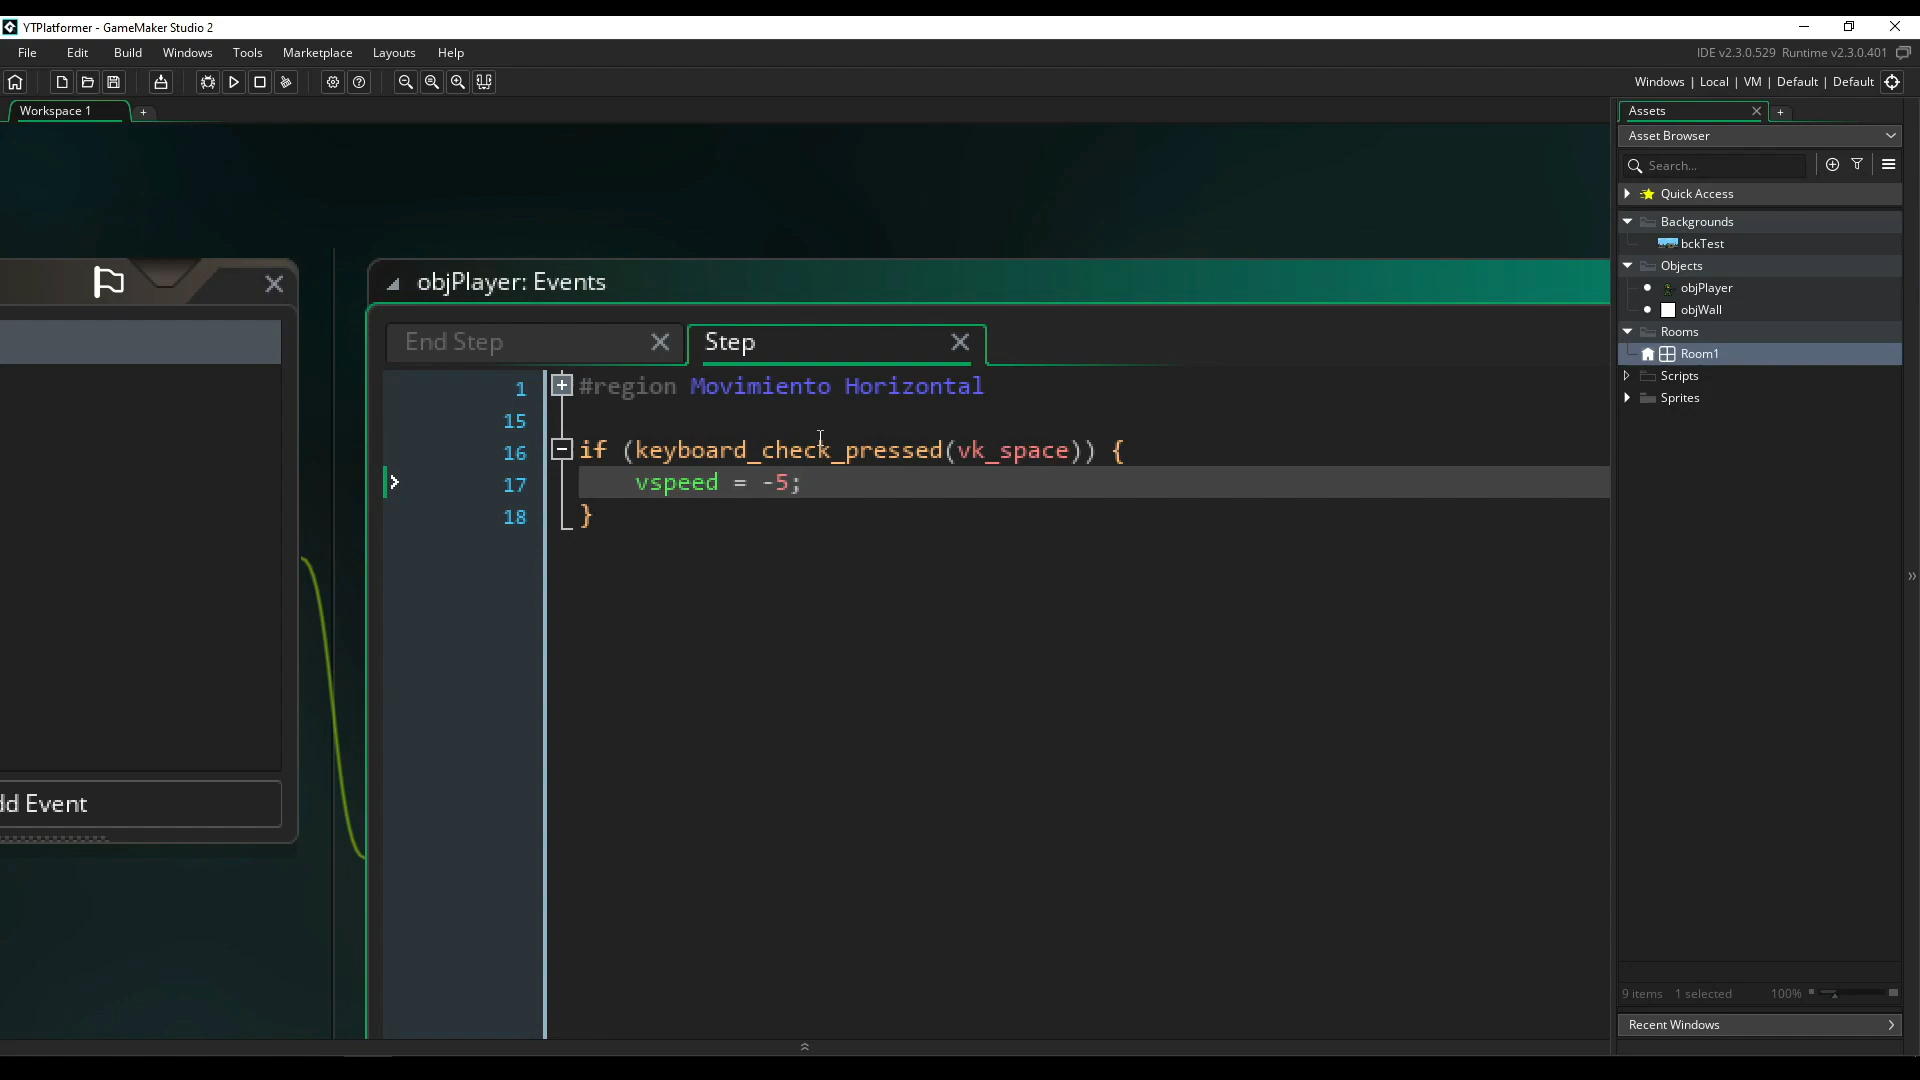 YTPlatformer - GameMaker Studio 2
File Edit Build Windows Tools Marketplace Layouts Help
IDE v2.3.0.529 Runtime v2.3.0.401
Windows | Local | VM | Default | Default
Workspace 1
Assets
Asset Browser
Search...
Quick Access
Backgrounds
bckTest
Objects
objPlayer
objWall
Rooms
Room1
Scripts
Sprites
objPlayer: Events
End Step
Step
1 #region Movimiento Horizontal
15
16 if (keyboard_check_pressed(vk_space)) {
17 vspeed = -5;
18 }
dd Event
9 items 1 selected 100%
Recent Windows